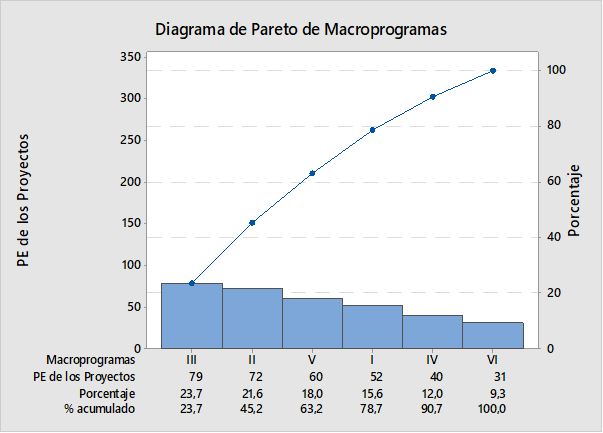 Diagrama de Pareto de Macroprogramas
350
300
250
200
150
100
50
0
PE de los Proyectos
100
80
60
40
20
0
Porcentaje
Macroprogramas III II V I IV VI
PE de los Proyectos 79 72 60 52 40 31
Porcentaje 23,7 21,6 18,0 15,6 12,0 9,3
% acumulado 23,7 45,2 63,2 78,7 90,7 100,0